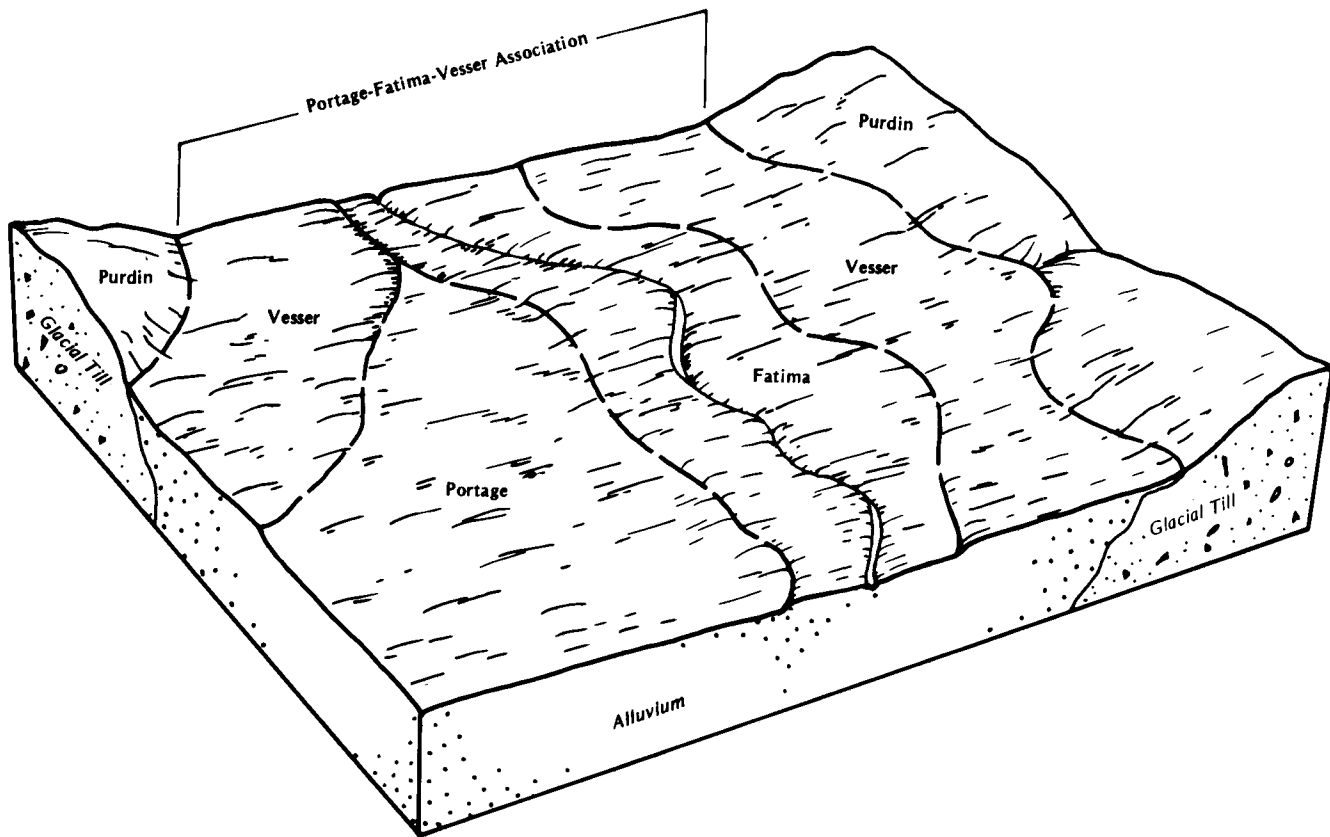 Portage-Fatima-Vesser Association
Purdin
Purdin
Vesser
Vesser
Glacial Till
Fatima
Portage
Glacial Till
Alluvium